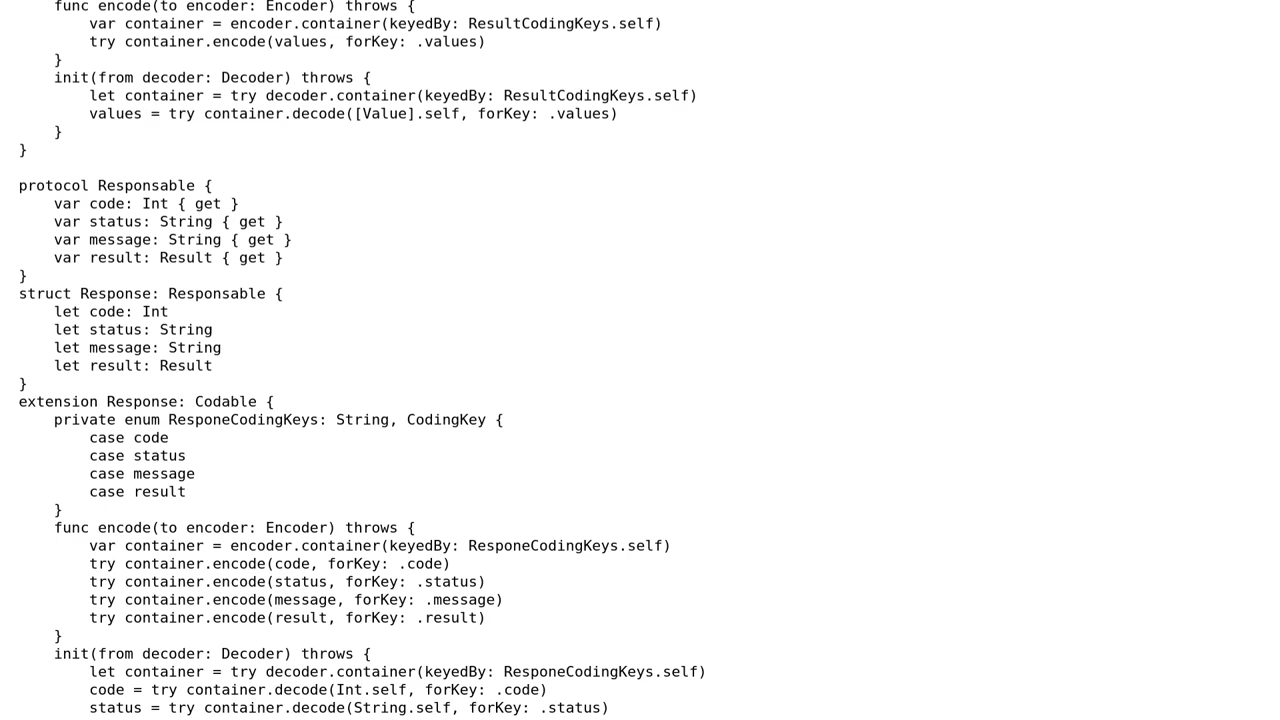 func encode(to encoder: Encoder) throws {
        var container = encoder.container(keyedBy: ResultCodingKeys.self)
        try container.encode(values, forKey: .values)
    }
    init(from decoder: Decoder) throws {
        let container = try decoder.container(keyedBy: ResultCodingKeys.self)
        values = try container.decode([Value].self, forKey: .values)
    }
}

protocol Responsable {
    var code: Int { get }
    var status: String { get }
    var message: String { get }
    var result: Result { get }
}
struct Response: Responsable {
    let code: Int
    let status: String
    let message: String
    let result: Result
}
extension Response: Codable {
    private enum ResponeCodingKeys: String, CodingKey {
        case code
        case status
        case message
        case result
    }
    func encode(to encoder: Encoder) throws {
        var container = encoder.container(keyedBy: ResponeCodingKeys.self)
        try container.encode(code, forKey: .code)
        try container.encode(status, forKey: .status)
        try container.encode(message, forKey: .message)
        try container.encode(result, forKey: .result)
    }
    init(from decoder: Decoder) throws {
        let container = try decoder.container(keyedBy: ResponeCodingKeys.self)
        code = try container.decode(Int.self, forKey: .code)
        status = try container.decode(String.self, forKey: .status)